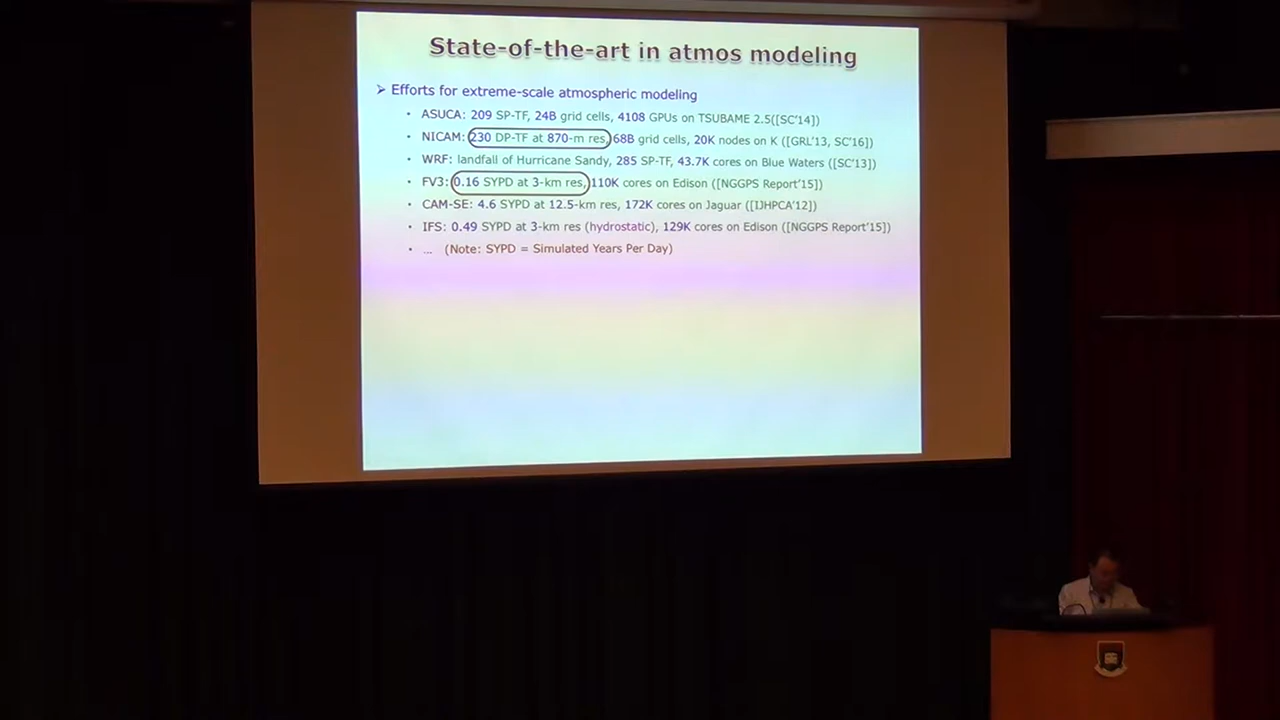 State-of-the-art in atmos modeling
➢ Efforts for extreme-scale atmospheric modeling
• ASUCA: 209 SP-TF, 24B grid cells, 4108 GPUs on TSUBAME 2.5([SC'14])
• NICAM: 230 DP-TF at 870-m res, 68B grid cells, 20K nodes on K ([GRL'13, SC'16])
• WRF: landfall of Hurricane Sandy, 285 SP-TF, 43.7K cores on Blue Waters ([SC'13])
• FV3: 0.16 SYPD at 3-km res, 110K cores on Edison ([NGGPS Report'15])
• CAM-SE: 4.6 SYPD at 12.5-km res, 172K cores on Jaguar ([IJHPCA'12])
• IFS: 0.49 SYPD at 3-km res (hydrostatic), 129K cores on Edison ([NGGPS Report'15])
• ... (Note: SYPD = Simulated Years Per Day)